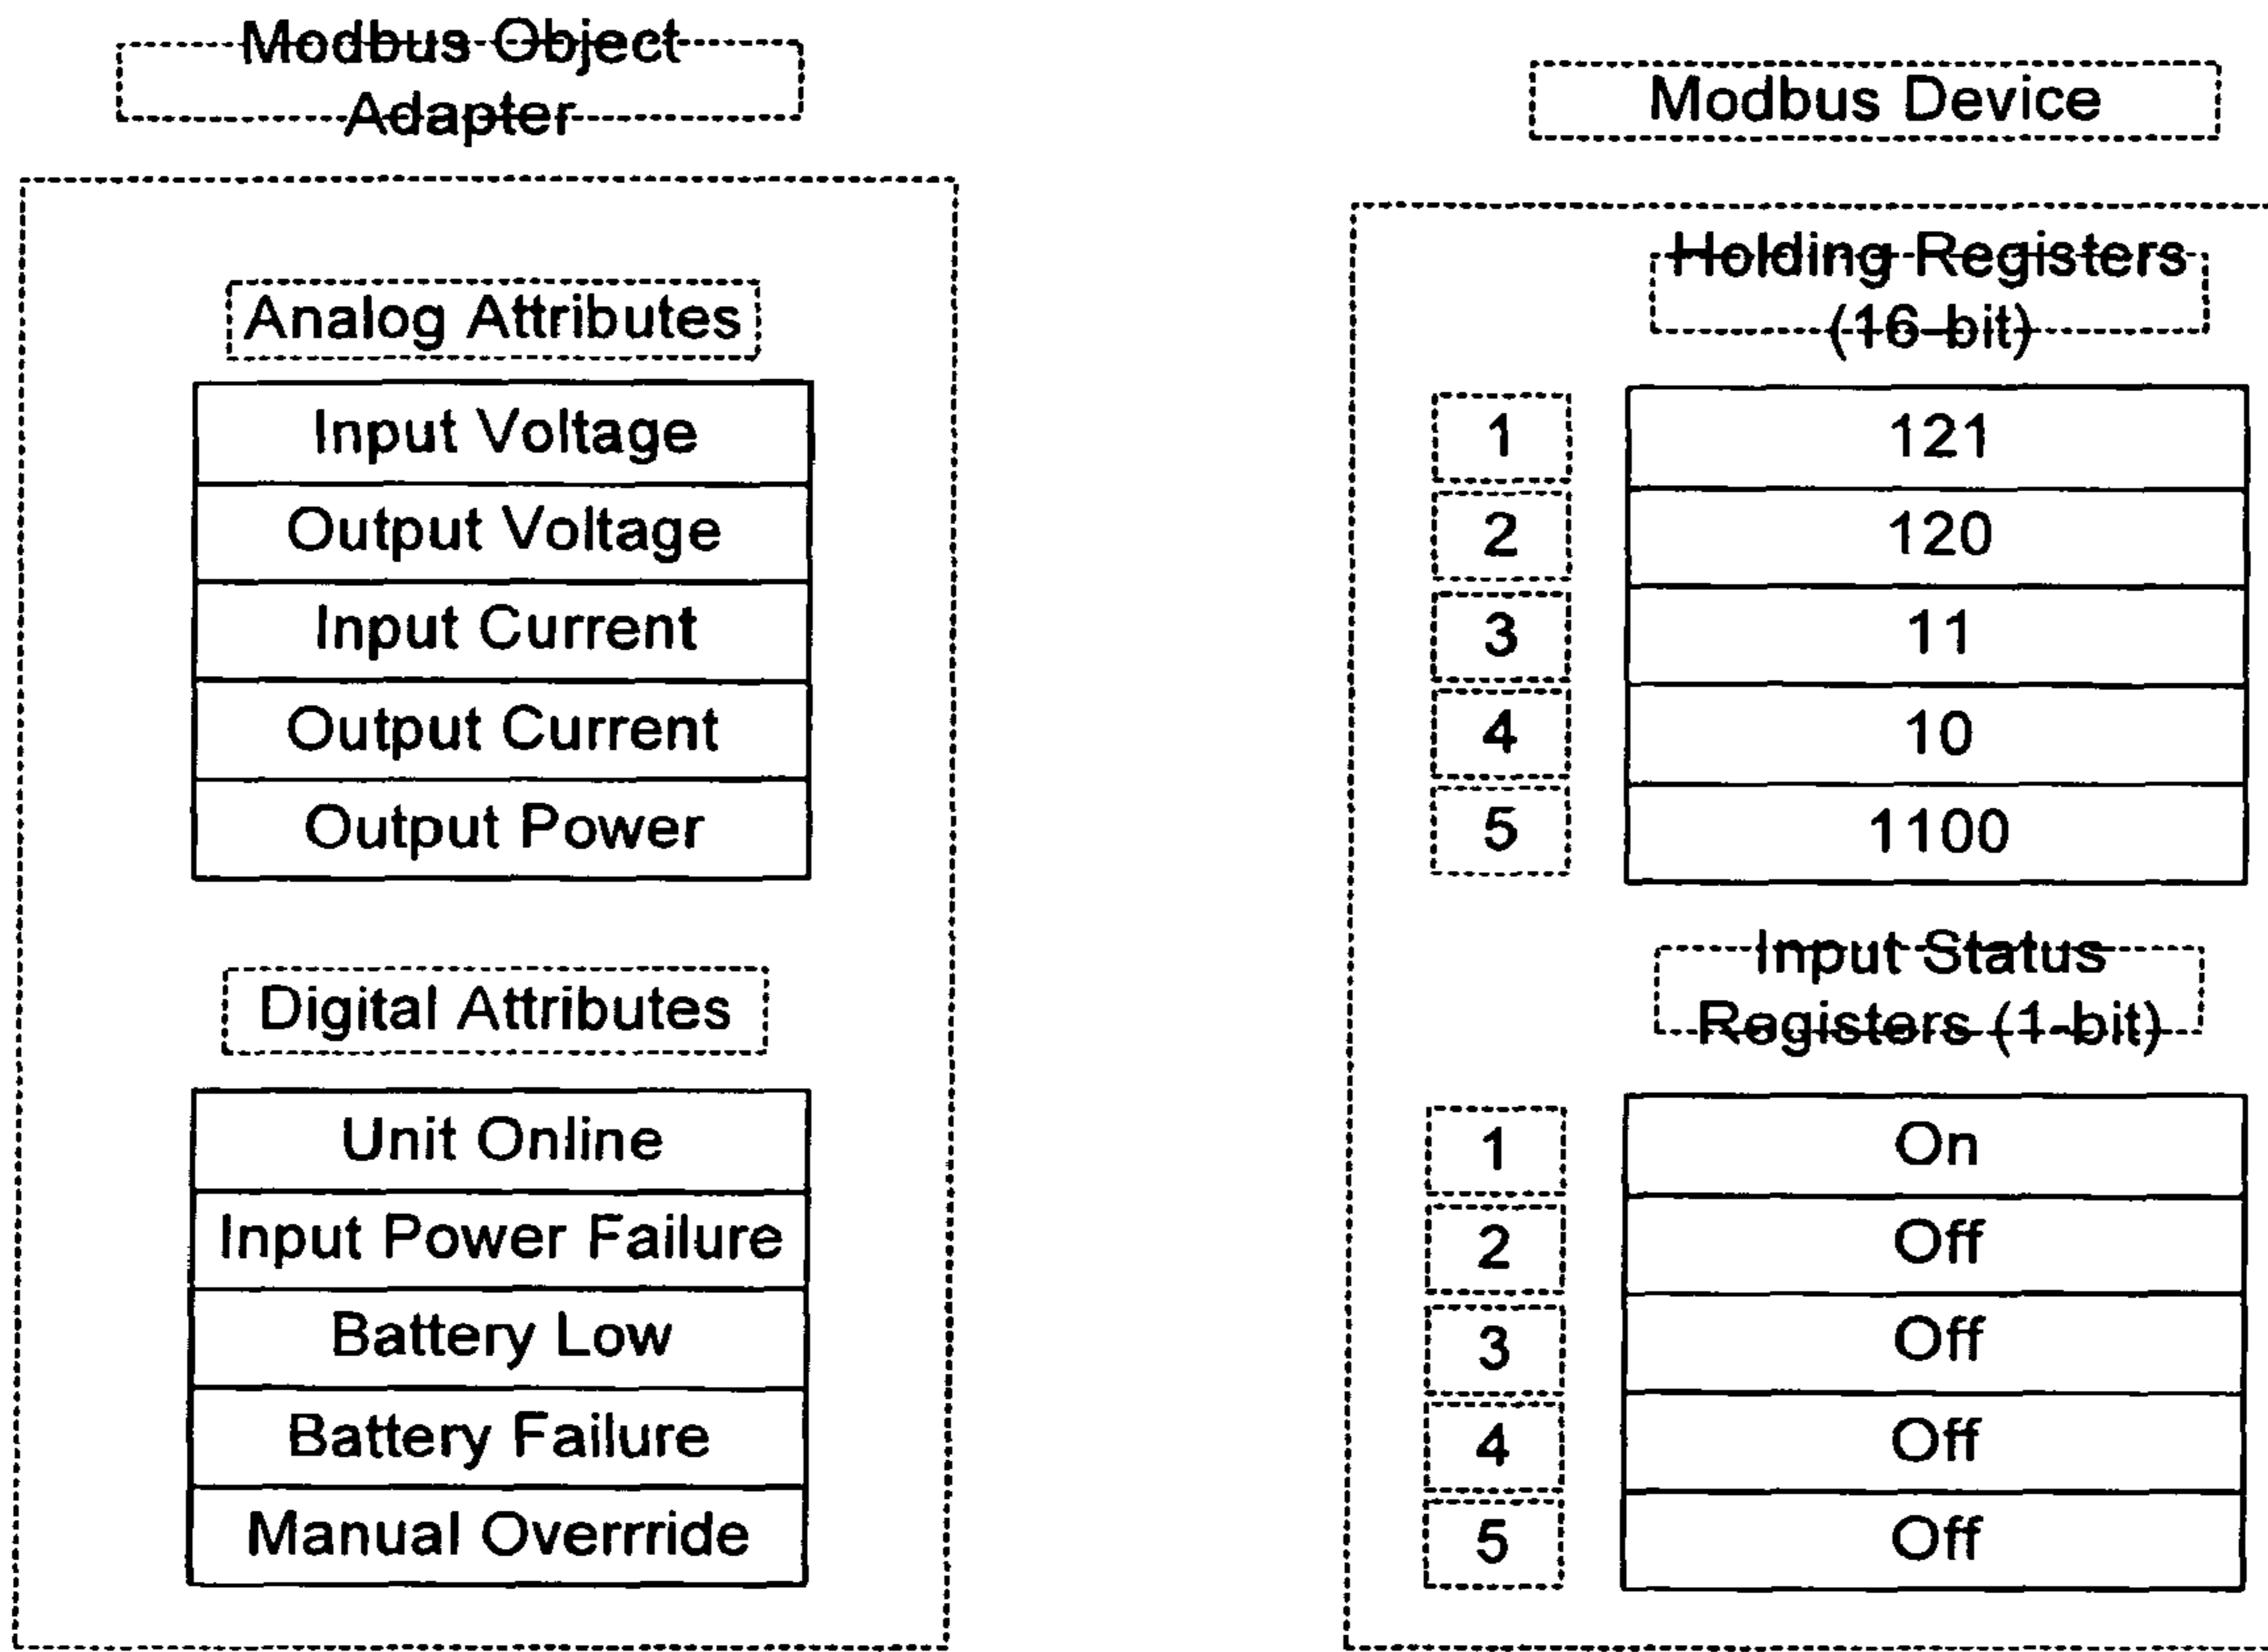 Modbus Object
Adapter
Analog Attributes
Input Voltage
Output Voltage
Input Current
Output Current
Output Power
Digital Attributes
Unit Online
Input Power Failure
Battery Low
Battery Failure
Manual Overrride
Modbus Device
Holding Registers
(16-bit)
1 121
2 120
3 11
4 10
5 1100
Input Status
Registers (1-bit)
1 On
2 Off
3 Off
4 Off
5 Off